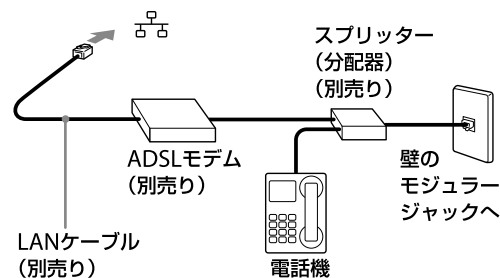 スプリッター
（分配器）
（別売り）
ADSLモデム
（別売り）
壁の
モジュラー
ジャックへ
LANケーブル
（別売り）
電話機